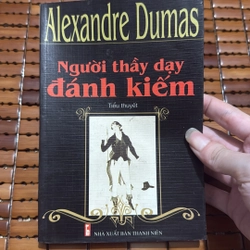 Alexandre Dumas
Người thầy dạy
đánh kiếm
Tiểu thuyết
NHÀ XUẤT BẢN THANH NIÊN